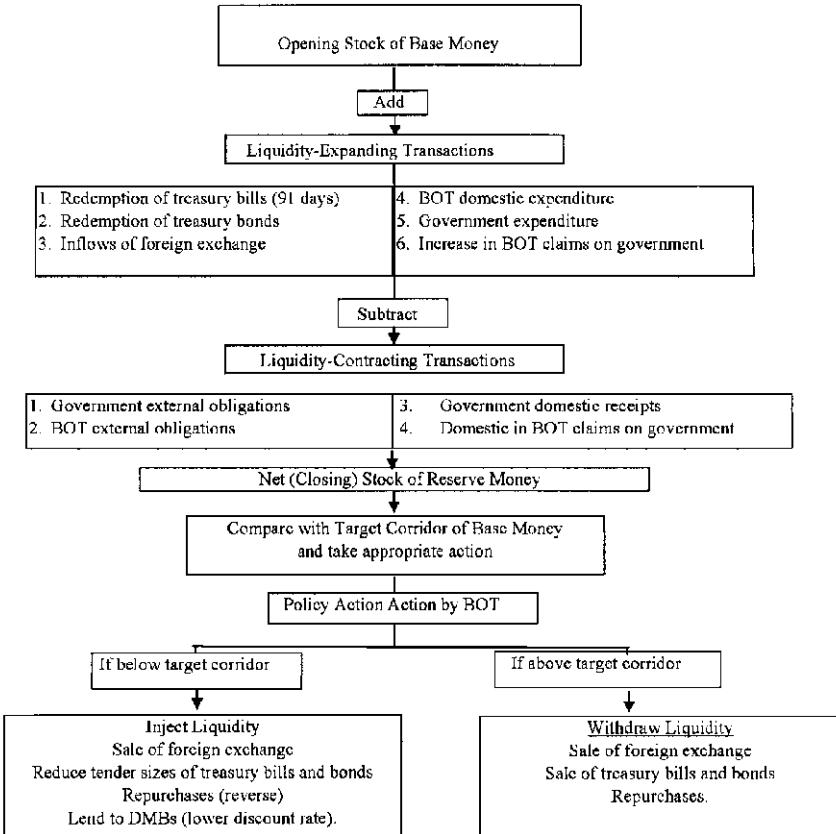 Opening Stock of Base Money
Add
Liquidity-Expanding Transactions
1. Redemption of treasury bills (91 days)
2. Redemption of treasury bonds
3. Inflows of foreign exchange
4. BOT domestic expenditure
5. Government expenditure
6. Increase in BOT claims on government
Subtract
Liquidity-Contracting Transactions
1. Government external obligations
2. BOT external obligations
3. Government domestic receipts
4. Domestic in BOT claims on government
Net (Closing) Stock of Reserve Money
Compare with Target Corridor of Base Money
and take appropriate action
Policy Action Action by BOT
If below target corridor
If above target corridor
Inject Liquidity
Sale of foreign exchange
Reduce tender sizes of treasury bills and bonds
Repurchases (reverse)
Lend to DMBs (lower discount rate).
Withdraw Liquidity
Sale of foreign exchange
Sale of treasury bills and bonds
Repurchases.